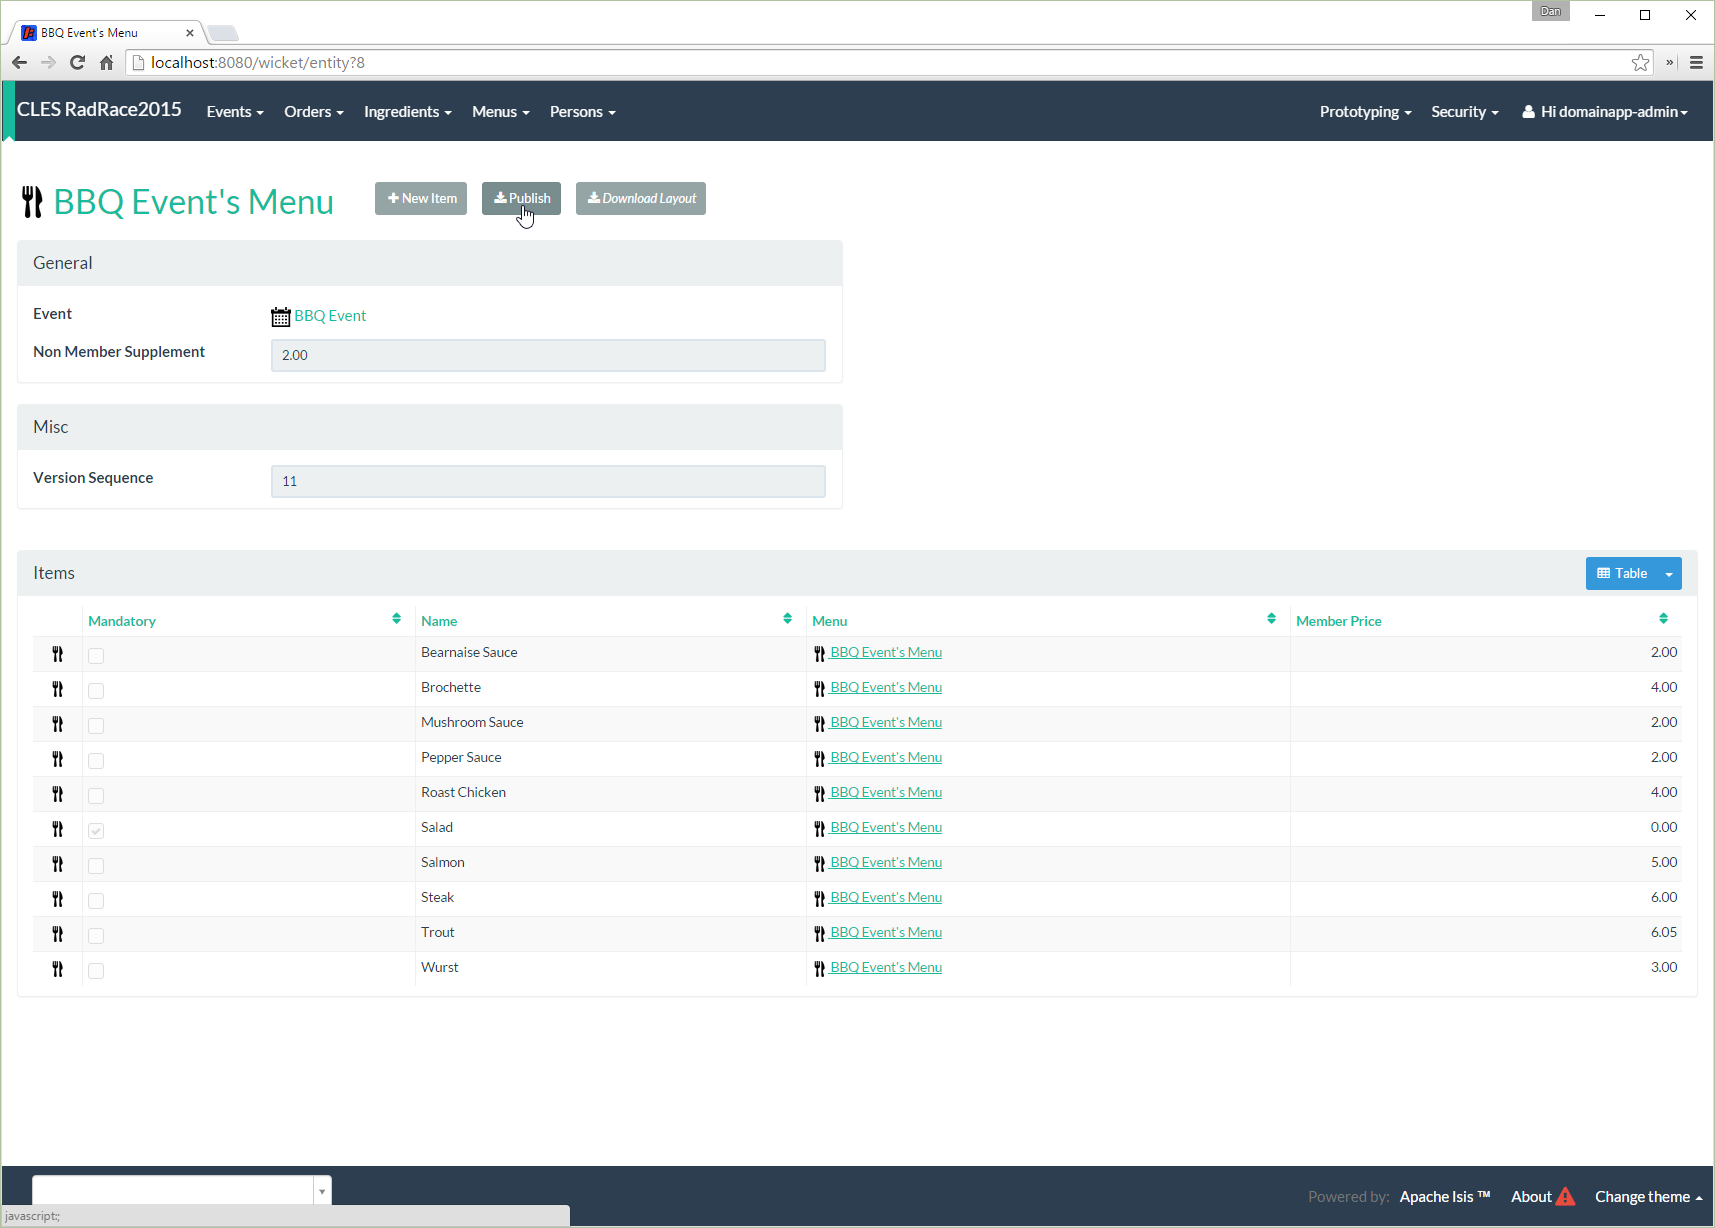 Dan
BBQ Event's Menu
localhost:8080/wicket/entity?8
CLES RadRace2015 Events Orders Ingredients Menus Persons Prototyping Security Hi domainapp-admin
BBQ Event's Menu New Item Publish Download Layout
General
Event BBQ Event
Non Member Supplement 2.00
Misc
Version Sequence 11
Items Table
Mandatory Name Menu Member Price
Bearnaise Sauce BBQ Event's Menu 2.00
Brochette BBQ Event's Menu 4.00
Mushroom Sauce BBQ Event's Menu 2.00
Pepper Sauce BBQ Event's Menu 2.00
Roast Chicken BBQ Event's Menu 4.00
Salad BBQ Event's Menu 0.00
Salmon BBQ Event's Menu 5.00
Steak BBQ Event's Menu 6.00
Trout BBQ Event's Menu 6.05
Wurst BBQ Event's Menu 3.00
Powered by: Apache Isis ™ About Change theme
javascript:;